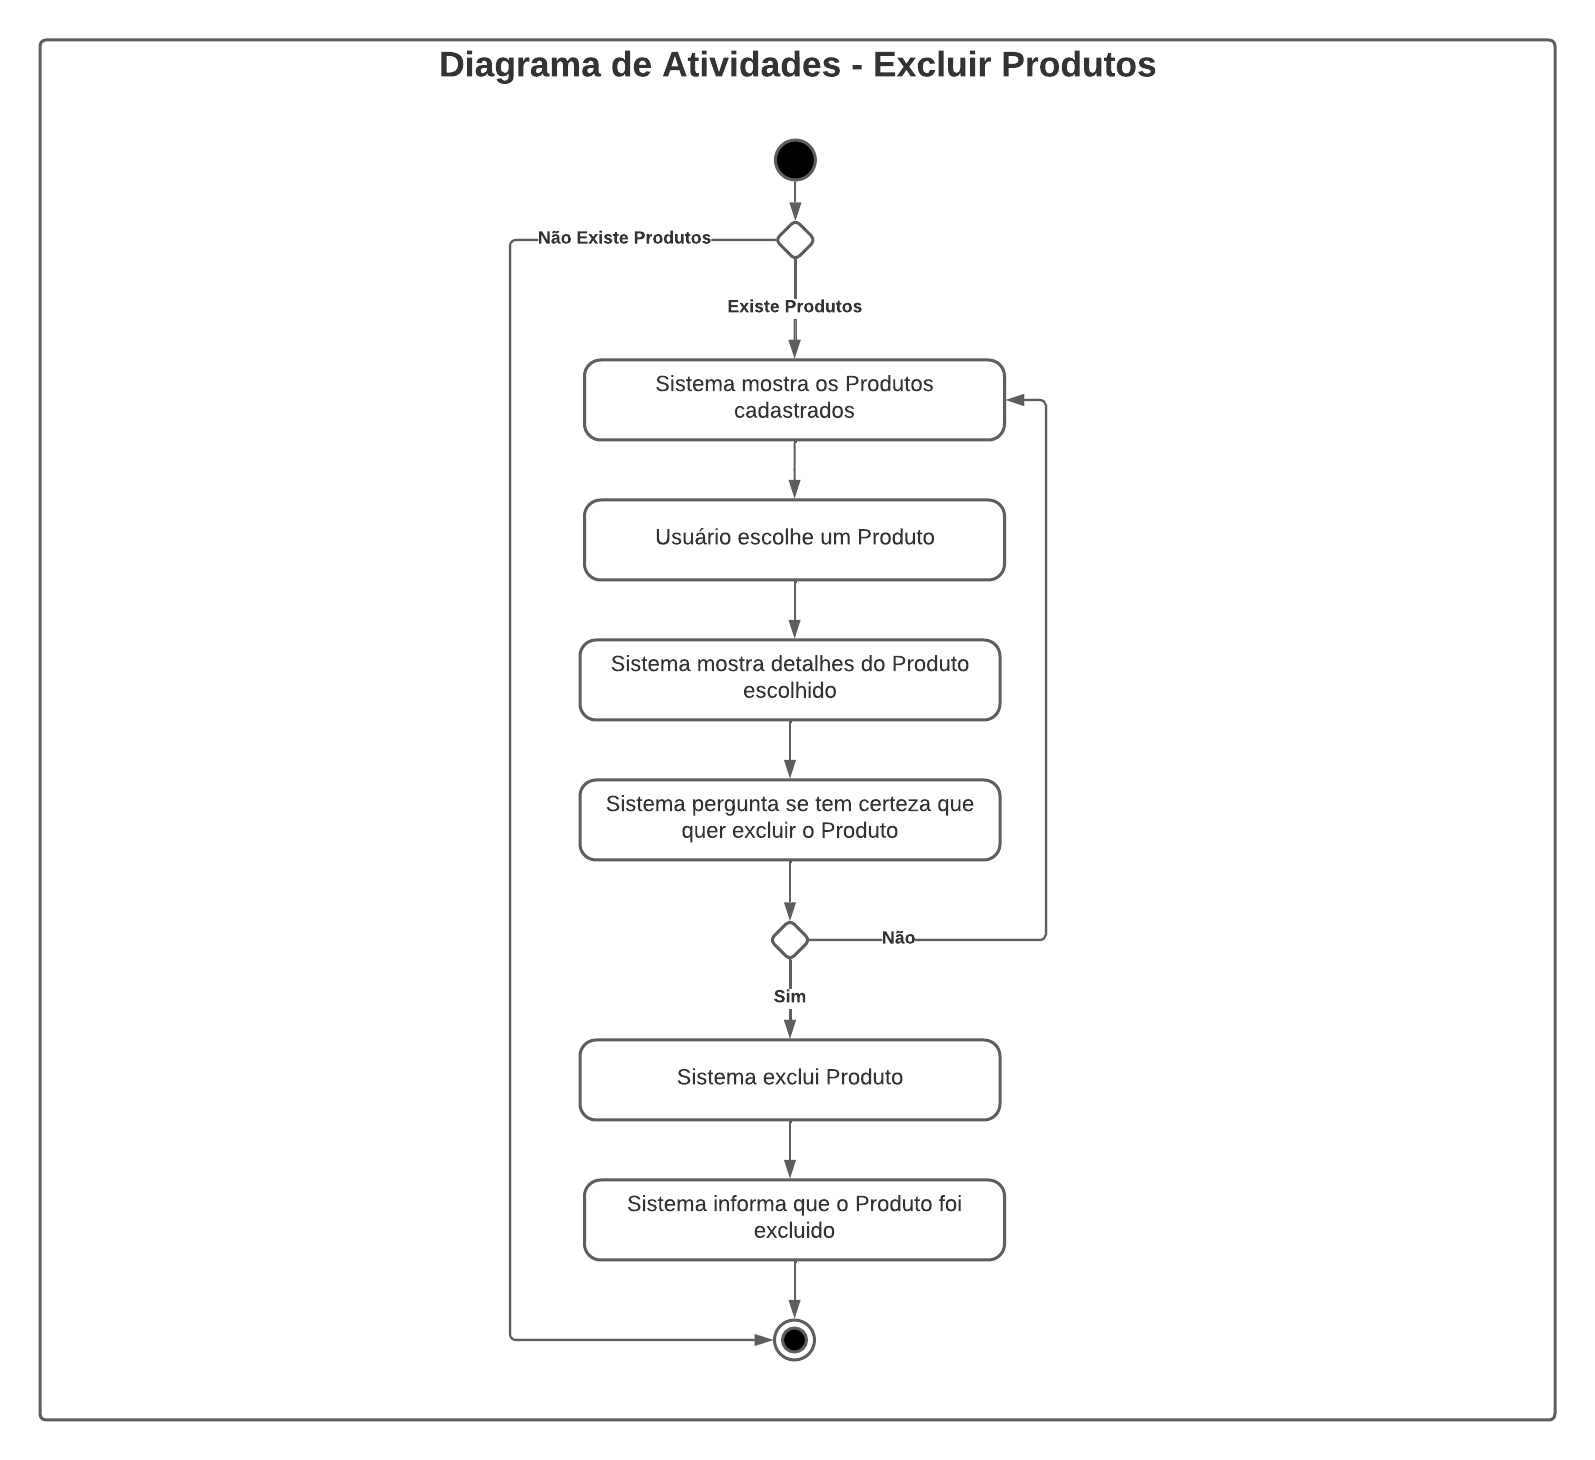 Diagrama de Atividades - Excluir Produtos
Não Existe Produtos
Existe Produtos
Sistema mostra os Produtos
cadastrados
Usuário escolhe um Produto
Sistema mostra detalhes do Produto
escolhido
Sistema pergunta se tem certeza que
quer excluir o Produto
Não
Sim
Sistema exclui Produto
Sistema informa que o Produto foi
excluido